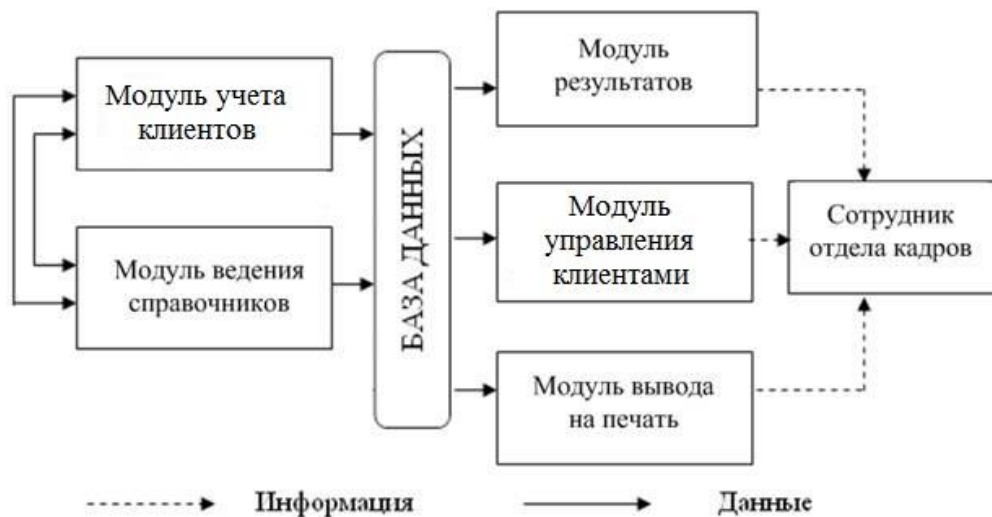 Модуль учета
клиентов
Модуль ведения
справочников
БАЗА ДАННЫХ
Модуль
результатов
Модуль
управления
клиентами
Модуль вывода
на печать
Сотрудник
отдела кадров
Информация
Данные